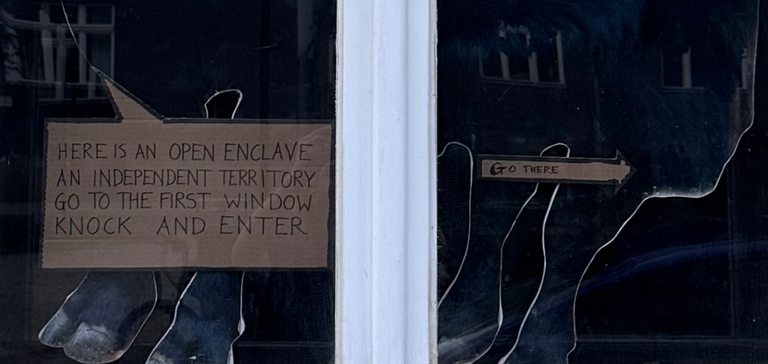 HERE IS AN OPEN ENCLAVE
AN INDEPENDENT TERRITORY
GO TO THE FIRST WINDOW
KNOCK AND ENTER
GO THERE